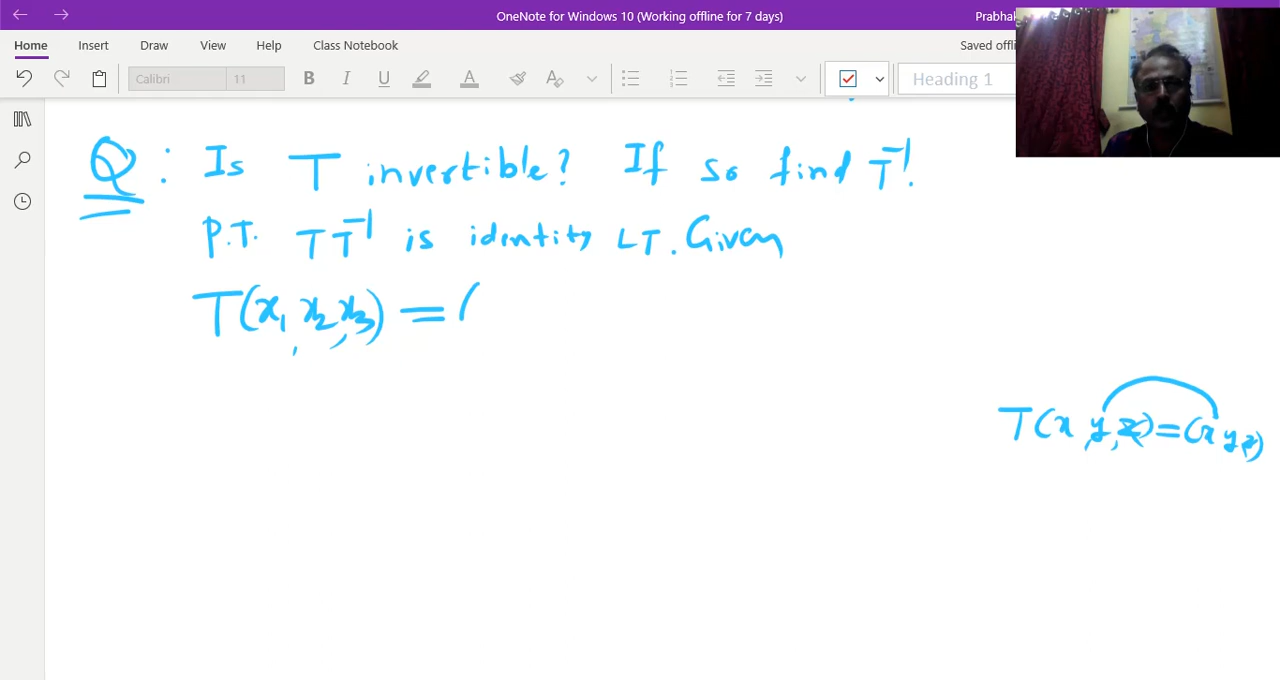 OneNote for Windows 10 (Working offline for 7 days)
Prabhak
Home Insert Draw View Help Class Notebook
Saved offli
Calibri 11 B I U A A Heading 1
Q : Is T invertible? If so find T⁻¹.
P.T. TT⁻¹ is identity LT. Given
T(x₁, x₂, x₃) = (
T(x, y, z) = (x y z)